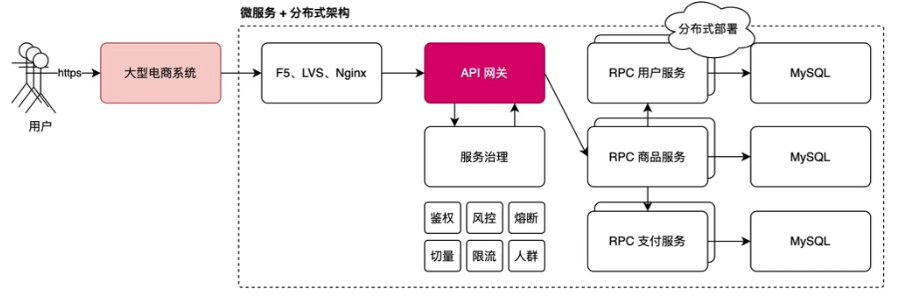 微服务 + 分布式架构
分布式部署
https
大型电商系统
F5、LVS、Nginx
API 网关
RPC 用户服务
MySQL
用户
服务治理
RPC 商品服务
MySQL
鉴权
风控
熔断
切量
限流
人群
RPC 支付服务
MySQL